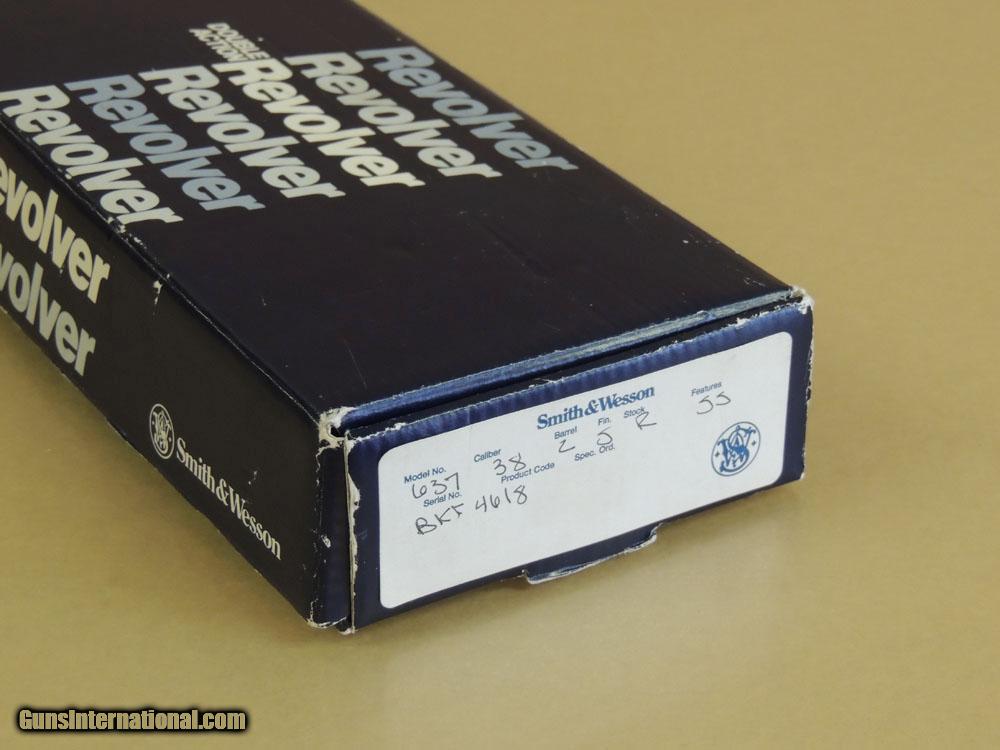 DOUBLE
ACTION
Revolver
Revolver
Revolver
Revolver
Revolver
Revolver
evolver
volver
Smith & Wesson
Smith & Wesson
Model No. Caliber Barrel Fin. Stock Features
637 38 2 S R SS
Serial No. Product Code Spec. Ord.
BKF 4618
GunsInternational.com